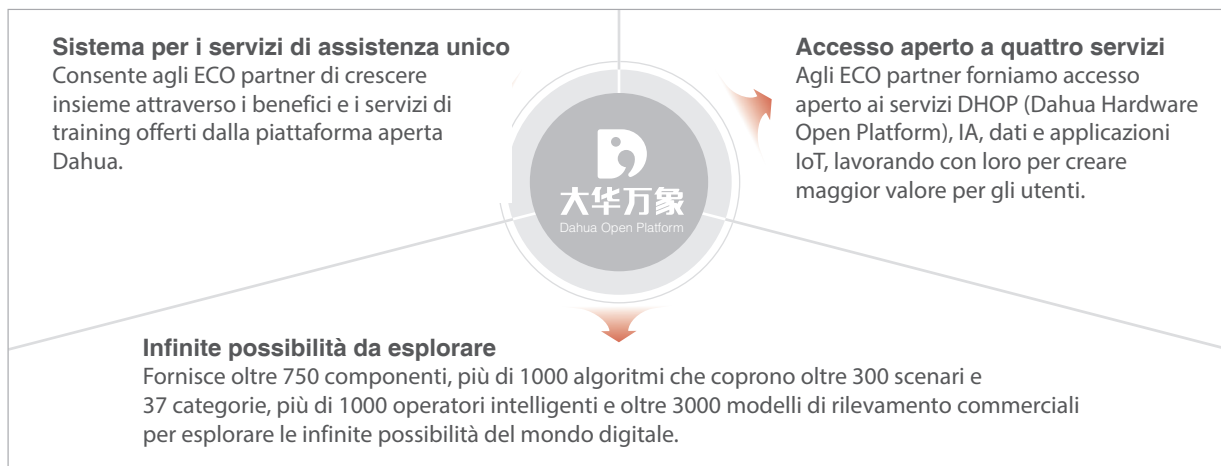 Sistema per i servizi di assistenza unico
Consente agli ECO partner di crescere
insieme attraverso i benefici e i servizi di
training offerti dalla piattaforma aperta
Dahua.
Accesso aperto a quattro servizi
Agli ECO partner forniamo accesso
aperto ai servizi DHOP (Dahua Hardware
Open Platform), IA, dati e applicazioni
IoT, lavorando con loro per creare
maggior valore per gli utenti.
大华万象
Dahua Open Platform
Infinite possibilità da esplorare
Fornisce oltre 750 componenti, più di 1000 algoritmi che coprono oltre 300 scenari e
37 categorie, più di 1000 operatori intelligenti e oltre 3000 modelli di rilevamento commerciali
per esplorare le infinite possibilità del mondo digitale.